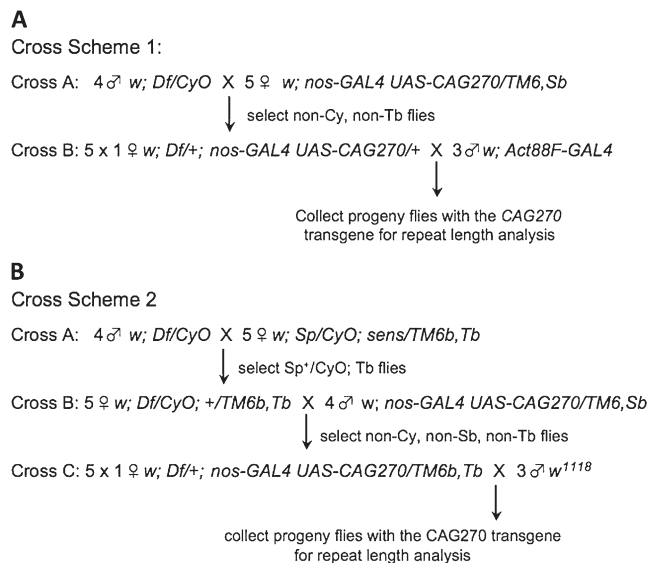 A
Cross Scheme 1:
Cross A: 4♂ w; Df/CyO X 5♀ w; nos-GAL4 UAS-CAG270/TM6,Sb
select non-Cy, non-Tb flies
Cross B: 5 x 1♀ w; Df/+; nos-GAL4 UAS-CAG270/+ X 3♂ w; Act88F-GAL4
Collect progeny flies with the CAG270
transgene for repeat length analysis
B
Cross Scheme 2
Cross A: 4♂ w; Df/CyO X 5♀ w; Sp/CyO; sens/TM6b,Tb
select Sp⁺/CyO; Tb flies
Cross B: 5♀ w; Df/CyO; +/TM6b,Tb X 4♂ w; nos-GAL4 UAS-CAG270/TM6,Sb
select non-Cy, non-Sb, non-Tb flies
Cross C: 5 x 1♀ w; Df/+; nos-GAL4 UAS-CAG270/TM6b,Tb X 3♂ w¹¹¹⁸
collect progeny flies with the CAG270 transgene
for repeat length analysis